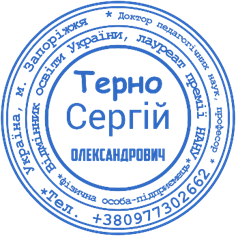 Україна, м. Запоріжжя
* Доктор педагогічних наук, професор *
*Тел. +380977302662 *
*Відмінник освіти України, лауреат премії НАНУ
*фізична особа-підприємець*
Терно
Сергій
ОЛЕКСАНДРОВИЧ